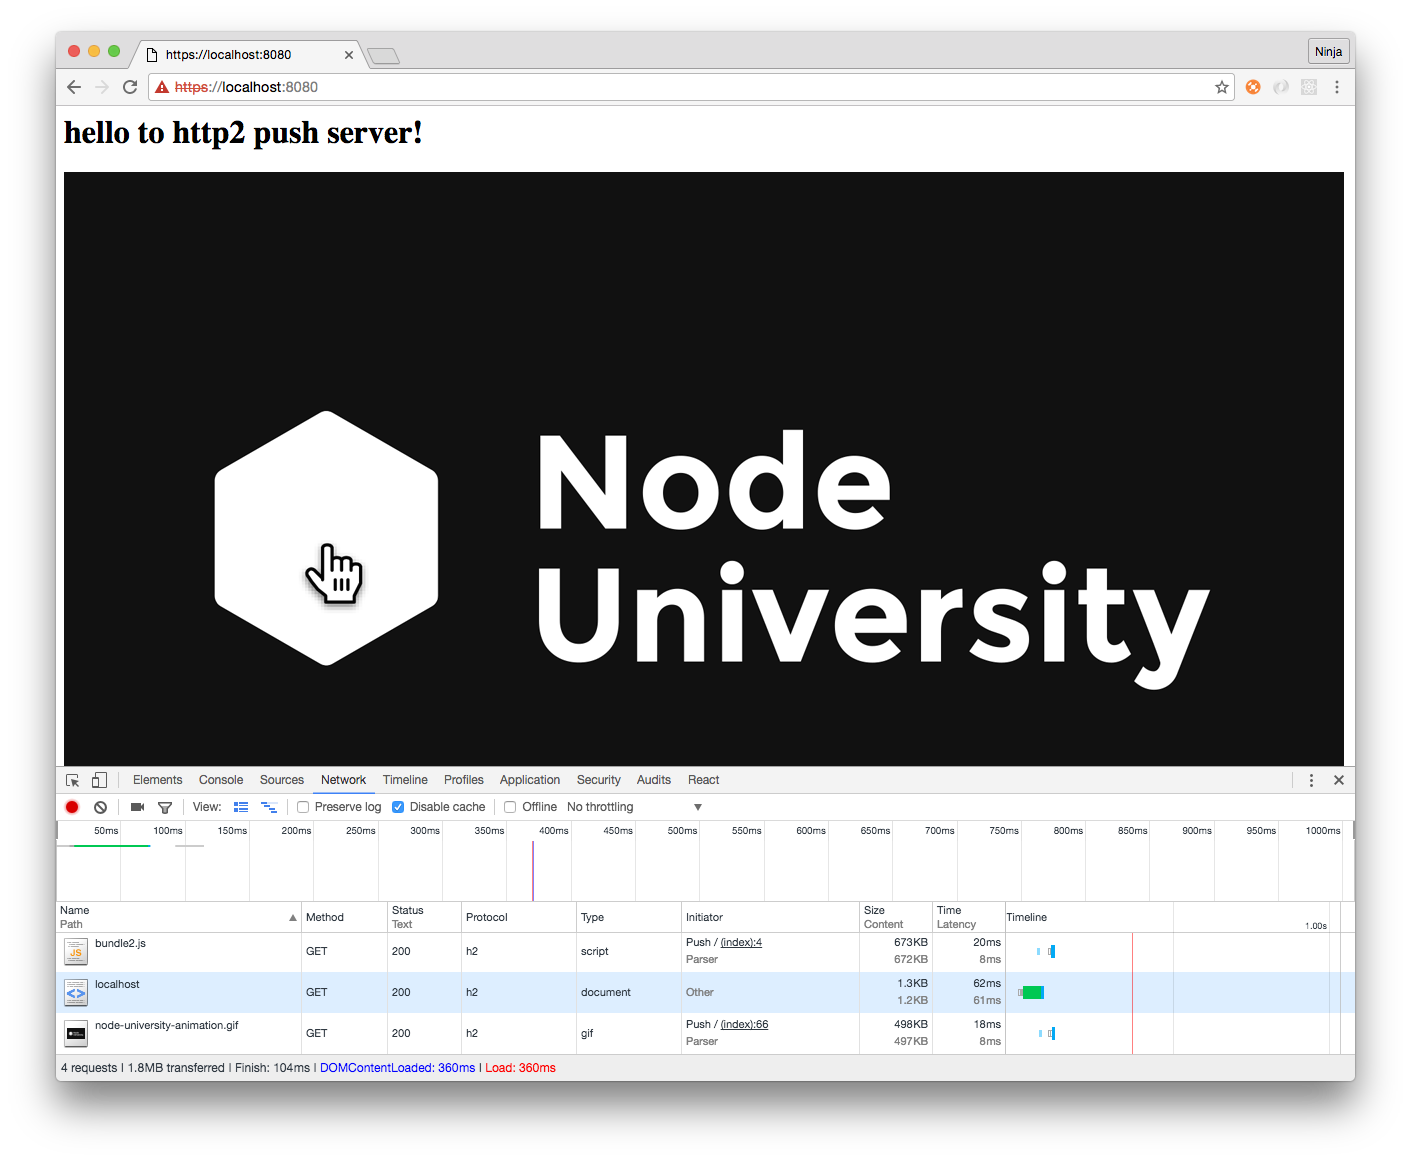 https://localhost:8080
Ninja
https://localhost:8080
hello to http2 push server!
Node
University
Elements Console Sources Network Timeline Profiles Application Security Audits React
View: Preserve log Disable cache Offline No throttling
50ms 100ms 150ms 200ms 250ms 300ms 350ms 400ms 450ms 500ms 550ms 600ms 650ms 700ms 750ms 800ms 850ms 900ms 950ms 1000ms
Name Path Method Status Text Protocol Type Initiator Size Content Time Latency Timeline 1.00s
JS bundle2.js GET 200 h2 script Push / (index):4 Parser 673KB 672KB 20ms 8ms
localhost GET 200 h2 document Other 1.3KB 1.2KB 62ms 61ms
node-university-animation.gif GET 200 h2 gif Push / (index):66 Parser 498KB 497KB 18ms 8ms
4 requests | 1.8MB transferred | Finish: 104ms | DOMContentLoaded: 360ms | Load: 360ms